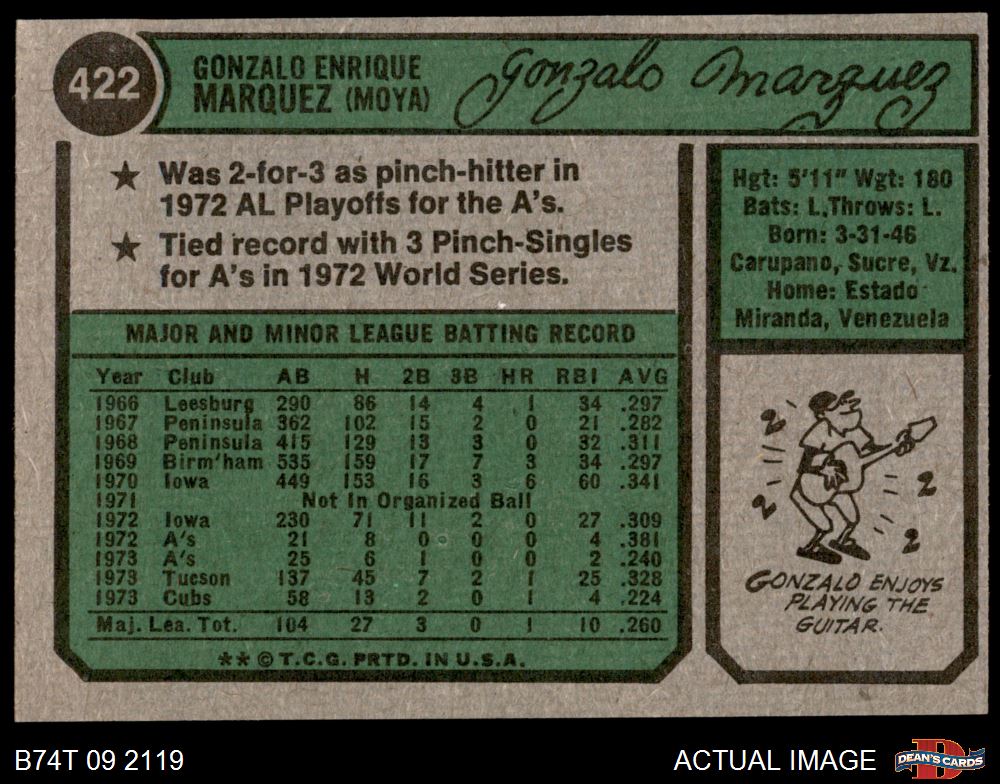 422
GONZALO ENRIQUE
MARQUEZ (MOYA)
Gonzalo Marquez
★ Was 2-for-3 as pinch-hitter in
1972 AL Playoffs for the A's.
★ Tied record with 3 Pinch-Singles
for A's in 1972 World Series.
MAJOR AND MINOR LEAGUE BATTING RECORD
Year Club AB H 2B 3B HR RBI AVG
1966 Leesburg 290 86 14 4 1 34 .297
1967 Peninsula 362 102 15 2 0 21 .282
1968 Peninsula 415 129 13 3 0 32 .311
1969 Birm'ham 535 159 17 7 3 34 .297
1970 Iowa 449 153 16 3 6 60 .341
1971 Not In Organized Ball
1972 Iowa 230 71 11 2 0 27 .309
1972 A's 21 8 0 0 0 4 .381
1973 A's 25 6 1 0 0 2 .240
1973 Tucson 137 45 7 2 1 25 .328
1973 Cubs 58 13 2 0 1 4 .224
Maj. Lea. Tot. 104 27 3 0 1 10 .260
** © T.C.G. PRTD. IN U.S.A.
Hgt: 5'11" Wgt: 180
Bats: L.Throws: L.
Born: 3-31-46
Carupano, Sucre, Vz.
Home: Estado
Miranda, Venezuela
2
2
2
2
GONZALO ENJOYS
PLAYING THE
GUITAR.
B74T 09 2119
ACTUAL IMAGE
D
DEAN'S CARDS